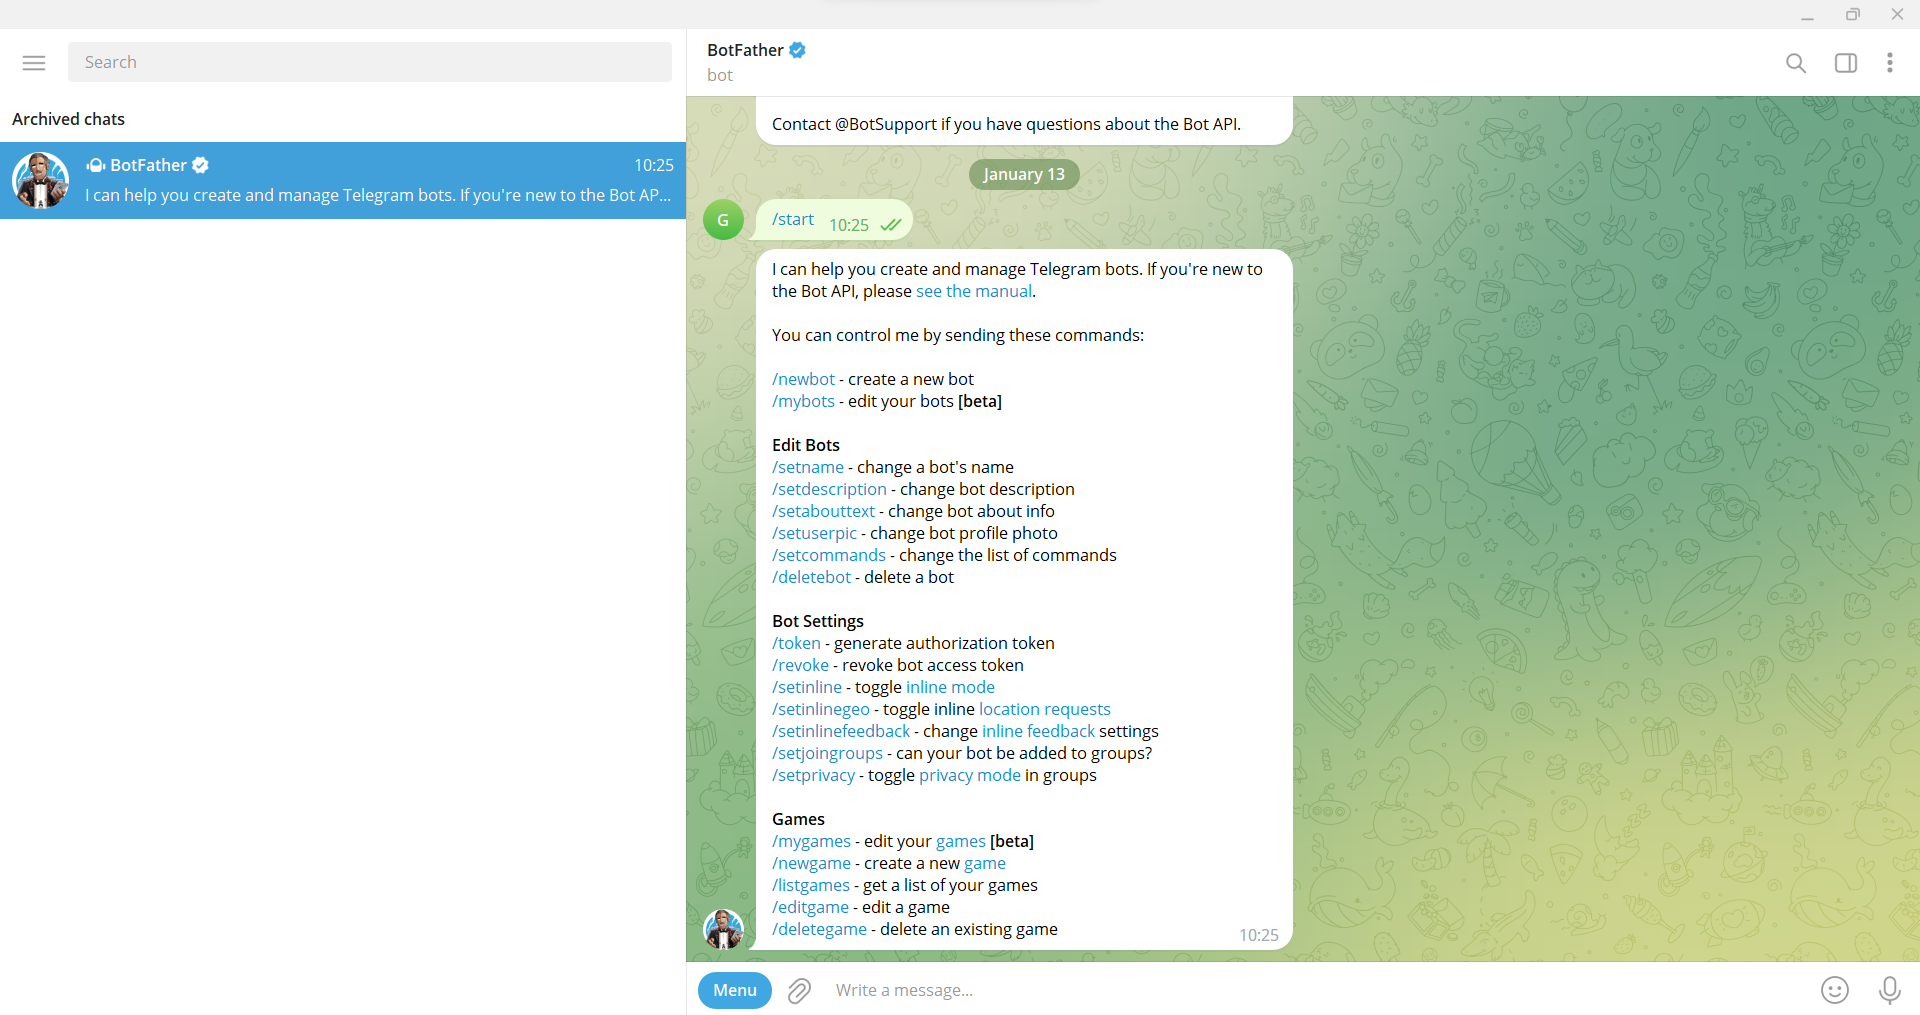 Search
Archived chats
BotFather
10:25
I can help you create and manage Telegram bots. If you're new to the Bot AP...
BotFather
bot
Contact @BotSupport if you have questions about the Bot API.
January 13
G
/start
10:25
I can help you create and manage Telegram bots. If you're new to
the Bot API, please see the manual.
You can control me by sending these commands:
/newbot - create a new bot
/mybots - edit your bots [beta]
Edit Bots
/setname - change a bot's name
/setdescription - change bot description
/setabouttext - change bot about info
/setuserpic - change bot profile photo
/setcommands - change the list of commands
/deletebot - delete a bot
Bot Settings
/token - generate authorization token
/revoke - revoke bot access token
/setinline - toggle inline mode
/setinlinegeo - toggle inline location requests
/setinlinefeedback - change inline feedback settings
/setjoingroups - can your bot be added to groups?
/setprivacy - toggle privacy mode in groups
Games
/mygames - edit your games [beta]
/newgame - create a new game
/listgames - get a list of your games
/editgame - edit a game
/deletegame - delete an existing game
10:25
Menu
Write a message...